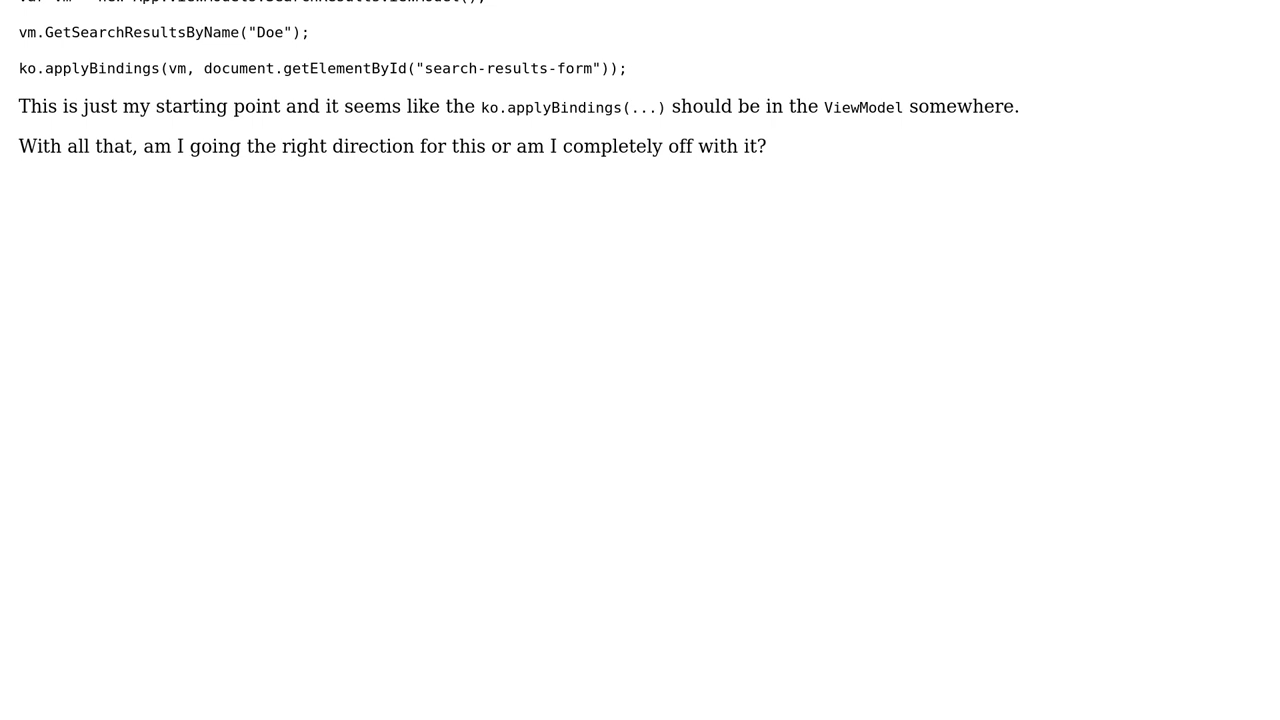 vm.GetSearchResultsByName("Doe");
ko.applyBindings(vm, document.getElementById("search-results-form"));
This is just my starting point and it seems like the ko.applyBindings(...) should be in the ViewModel somewhere.
With all that, am I going the right direction for this or am I completely off with it?